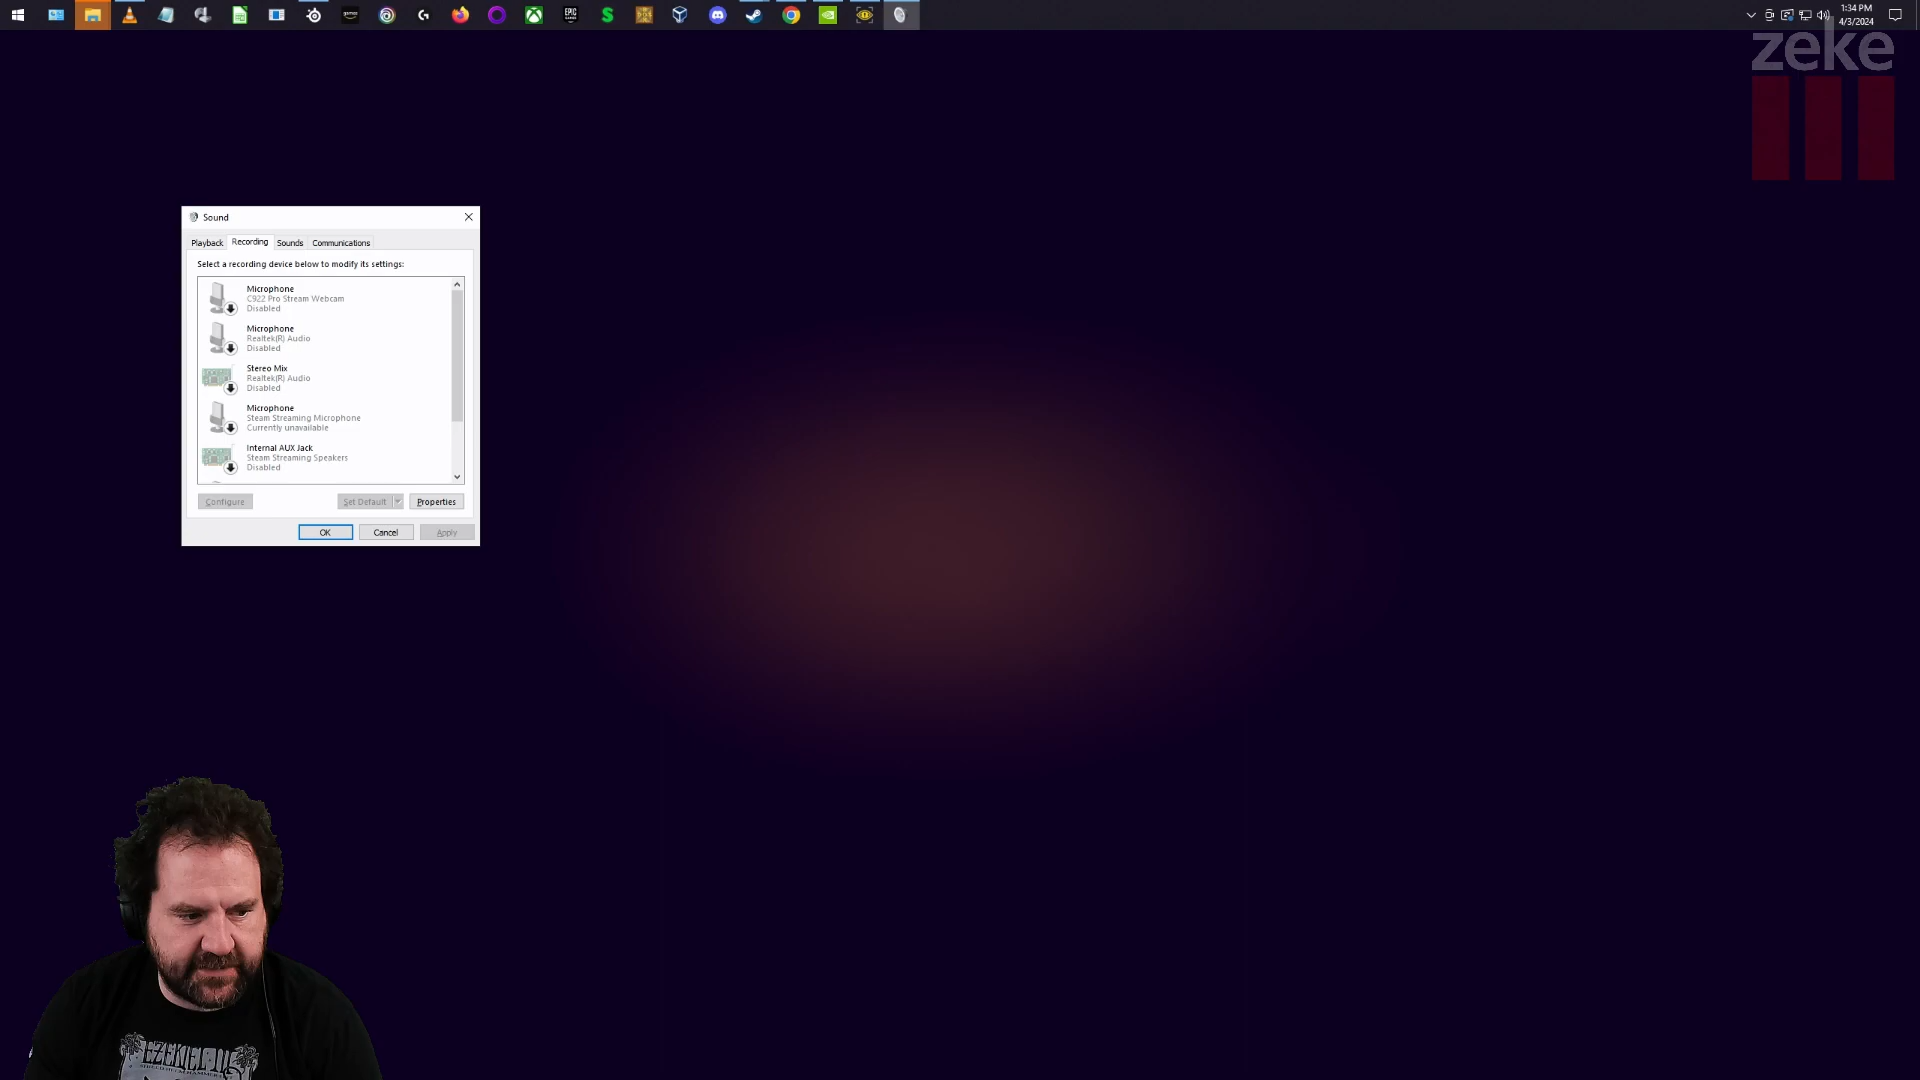 1:34 PM
4/3/2024
zeke
Sound
Playback
Recording
Sounds
Communications
Select a recording device below to modify its settings:
Microphone
C922 Pro Stream Webcam
Disabled
Microphone
Realtek(R) Audio
Disabled
Stereo Mix
Realtek(R) Audio
Disabled
Microphone
Steam Streaming Microphone
Currently unavailable
Internal AUX Jack
Steam Streaming Speakers
Disabled
Configure
Set Default
Properties
OK
Cancel
Apply
EZEKIEL III